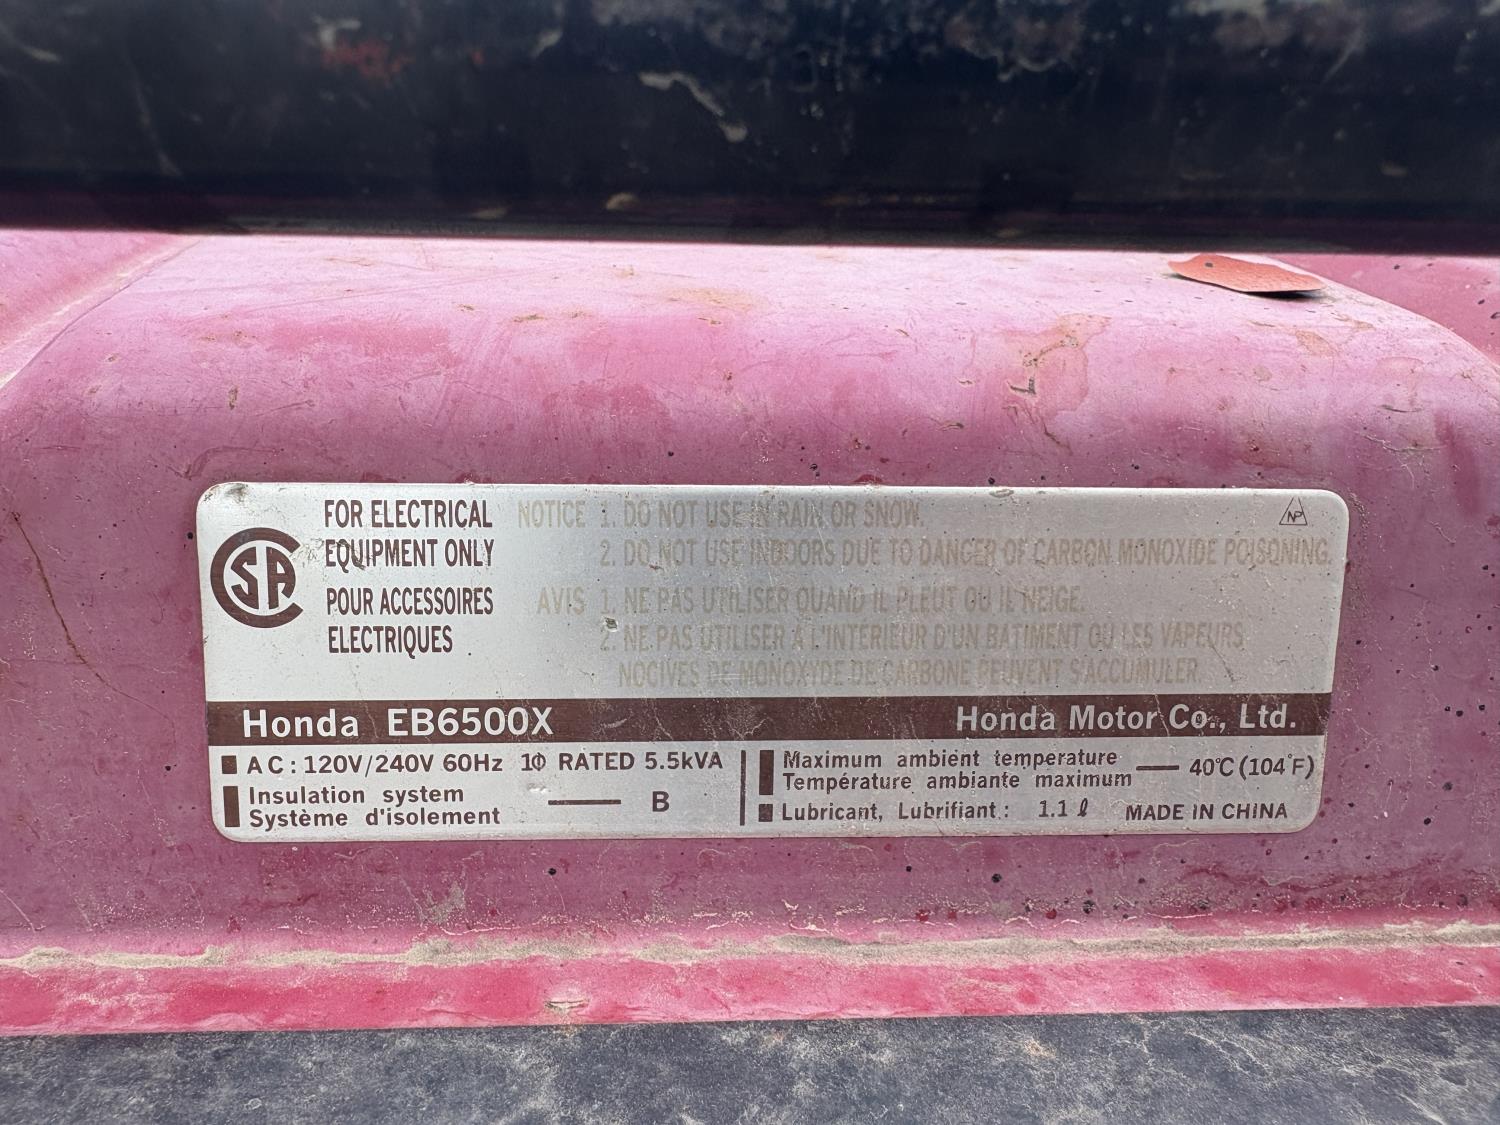 CSA
FOR ELECTRICAL
EQUIPMENT ONLY
POUR ACCESSOIRES
ELECTRIQUES
NOTICE 1. DO NOT USE IN RAIN OR SNOW.
2. DO NOT USE INDOORS DUE TO DANGER OF CARBON MONOXIDE POISONING.
AVIS 1. NE PAS UTILISER QUAND IL PLEUT OU IL NEIGE.
2. NE PAS UTILISER A L'INTERIEUR D'UN BATIMENT OU LES VAPEURS
NOCIVES DE MONOXYDE DE CARBONE PEUVENT S'ACCUMULER.
NP
Honda EB6500X
Honda Motor Co., Ltd.
AC: 120V/240V 60Hz 1Φ RATED 5.5kVA
Insulation system
Système d'isolement
B
Maximum ambient temperature
Température ambiante maximum
40°C (104°F)
Lubricant, Lubrifiant: 1.1 ℓ
MADE IN CHINA